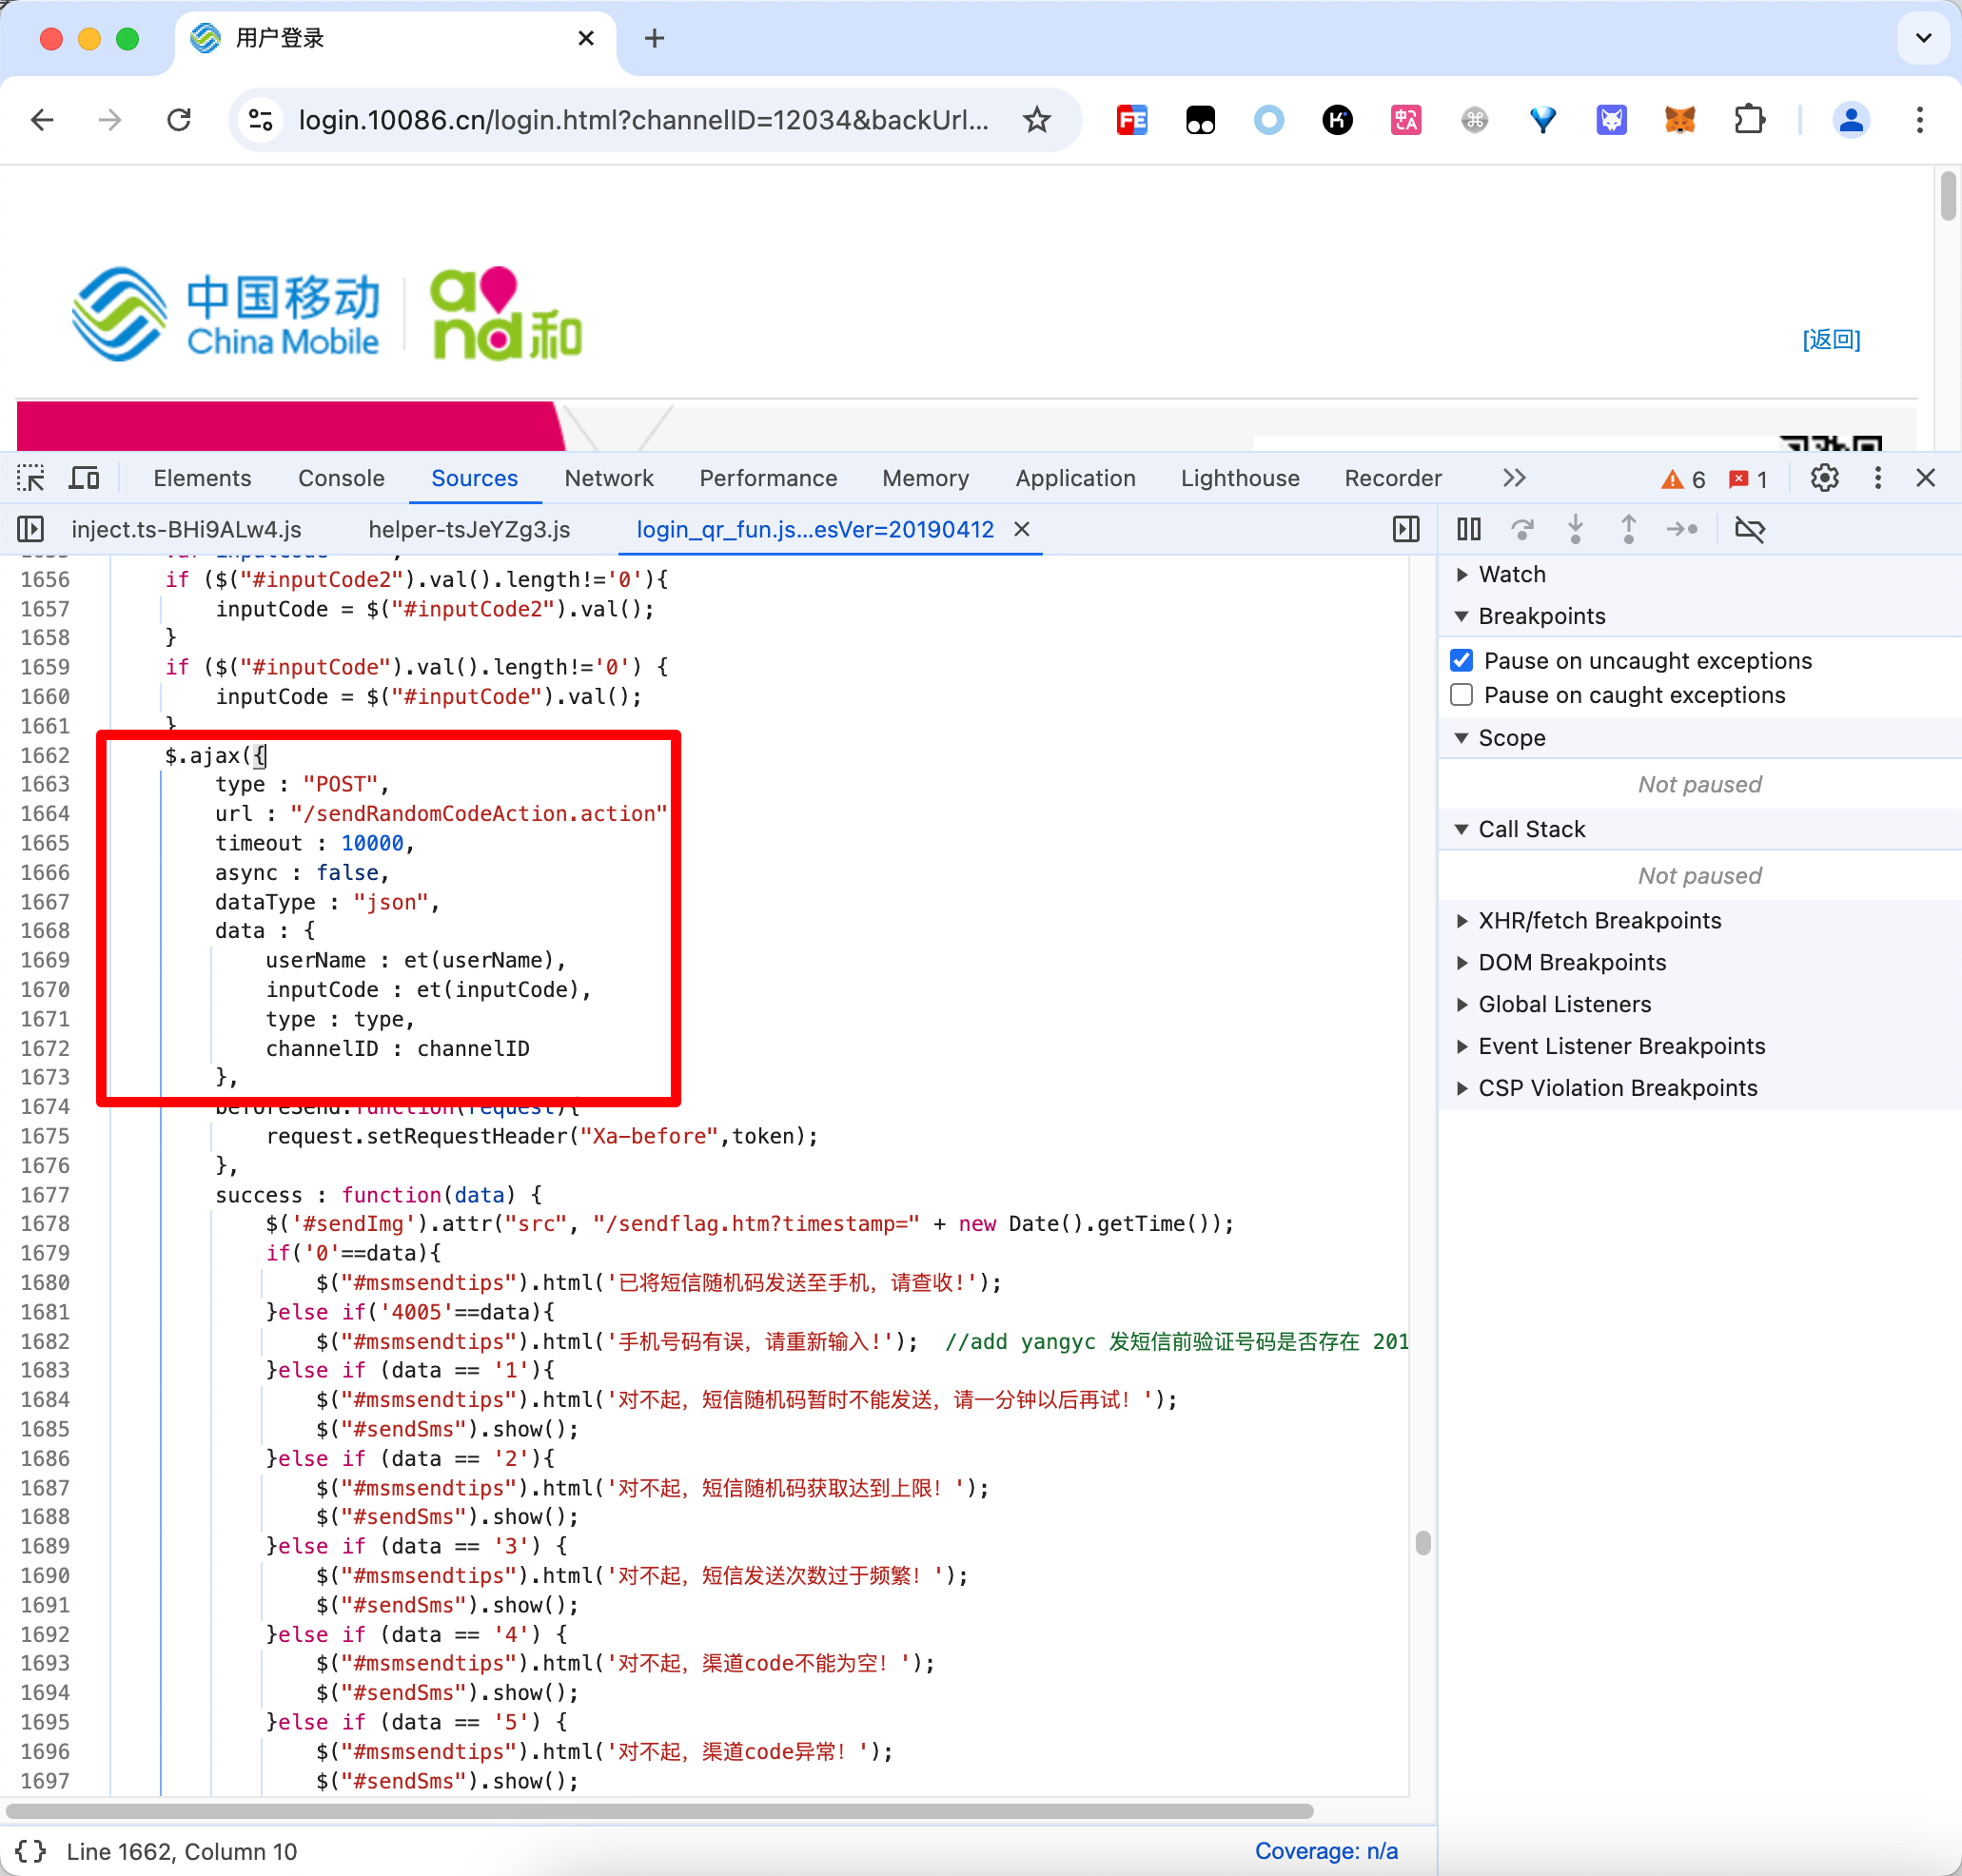 用户登录
login.10086.cn/login.html?channelID=12034&backUrl...
中国移动
China Mobile
and和
[返回]
Elements Console Sources Network Performance Memory Application Lighthouse Recorder 6 1
inject.ts-BHi9ALw4.js helper-tsJeYZg3.js login_qr_fun.js...esVer=20190412
1656 if ($("#inputCode2").val().length!='0'){
1657 inputCode = $("#inputCode2").val();
1658 }
1659 if ($("#inputCode").val().length!='0') {
1660 inputCode = $("#inputCode").val();
1661 }
1662 $.ajax({
1663 type : "POST",
1664 url : "/sendRandomCodeAction.action"
1665 timeout : 10000,
1666 async : false,
1667 dataType : "json",
1668 data : {
1669 userName : et(userName),
1670 inputCode : et(inputCode),
1671 type : type,
1672 channelID : channelID
1673 },
1674 beforeSend:function(request){
1675 request.setRequestHeader("Xa-before",token);
1676 },
1677 success : function(data) {
1678 $('#sendImg').attr("src", "/sendflag.htm?timestamp=" + new Date().getTime());
1679 if('0'==data){
1680 $("#msmsendtips").html('已将短信随机码发送至手机，请查收!');
1681 }else if('4005'==data){
1682 $("#msmsendtips").html('手机号码有误，请重新输入!'); //add yangyc 发短信前验证号码是否存在 201
1683 }else if (data == '1'){
1684 $("#msmsendtips").html('对不起，短信随机码暂时不能发送，请一分钟以后再试！');
1685 $("#sendSms").show();
1686 }else if (data == '2'){
1687 $("#msmsendtips").html('对不起，短信随机码获取达到上限！');
1688 $("#sendSms").show();
1689 }else if (data == '3') {
1690 $("#msmsendtips").html('对不起，短信发送次数过于频繁！');
1691 $("#sendSms").show();
1692 }else if (data == '4') {
1693 $("#msmsendtips").html('对不起，渠道code不能为空！');
1694 $("#sendSms").show();
1695 }else if (data == '5') {
1696 $("#msmsendtips").html('对不起，渠道code异常！');
1697 $("#sendSms").show();
Watch
Breakpoints
Pause on uncaught exceptions
Pause on caught exceptions
Scope
Not paused
Call Stack
Not paused
XHR/fetch Breakpoints
DOM Breakpoints
Global Listeners
Event Listener Breakpoints
CSP Violation Breakpoints
{} Line 1662, Column 10
Coverage: n/a